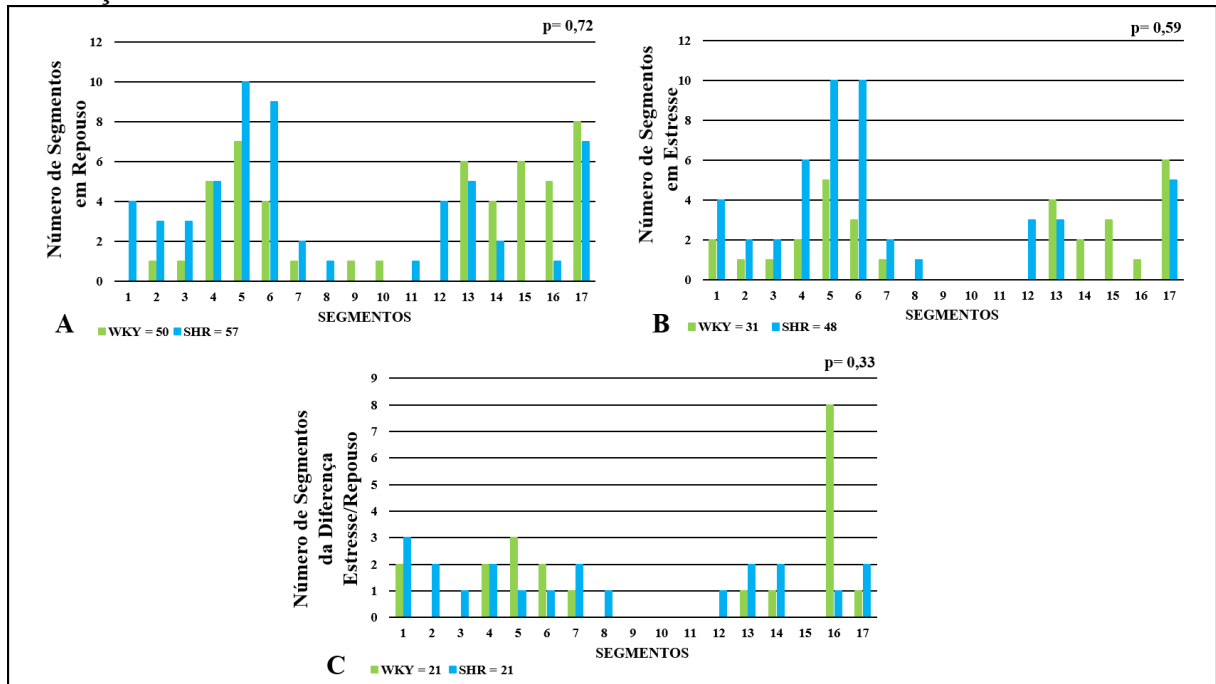 p= 0,72
Número de Segmentos
em Repouso
12
10
8
6
4
2
0
1 2 3 4 5 6 7 8 9 10 11 12 13 14 15 16 17
SEGMENTOS
A
WKY = 50 SHR = 57
p= 0,59
Número de Segmentos
em Estresse
12
10
8
6
4
2
0
1 2 3 4 5 6 7 8 9 10 11 12 13 14 15 16 17
SEGMENTOS
B
WKY = 31 SHR = 48
p= 0,33
Número de Segmentos
da Diferença
Estresse/Repouso
9
8
7
6
5
4
3
2
1
0
1 2 3 4 5 6 7 8 9 10 11 12 13 14 15 16 17
SEGMENTOS
C
WKY = 21 SHR = 21